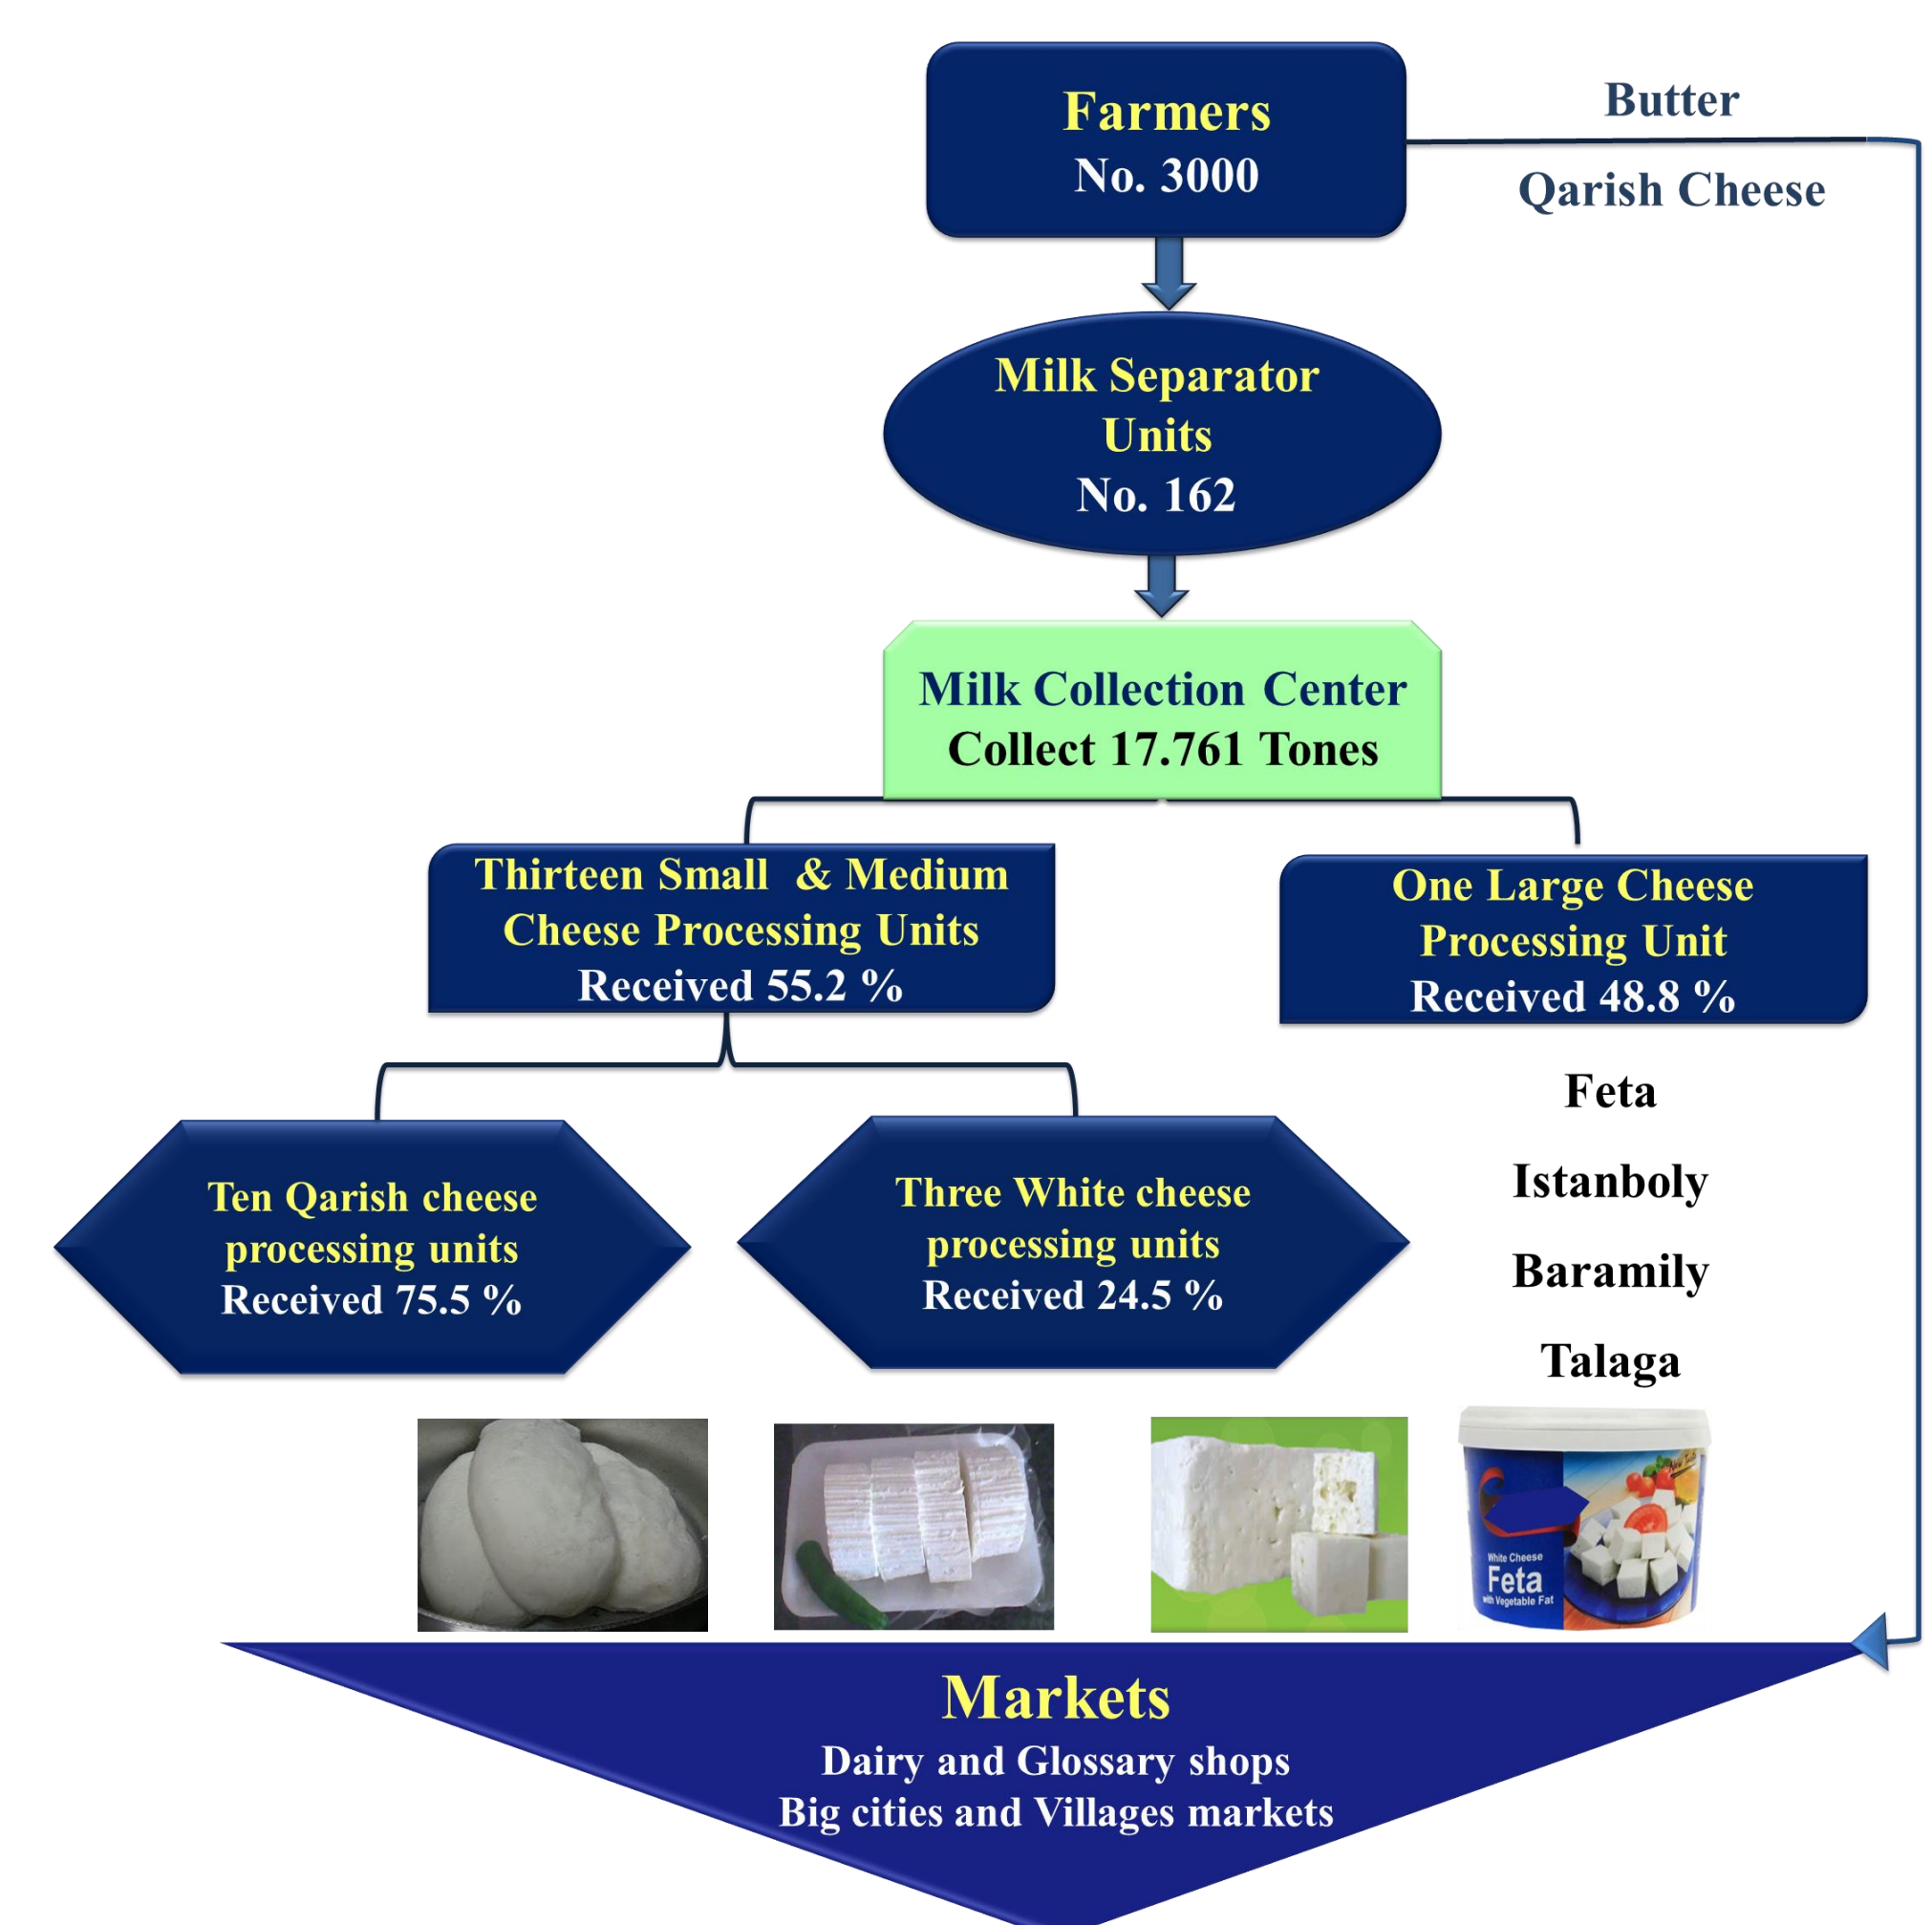 Farmers
No. 3000
Butter
Qarish Cheese
Milk Separator
Units
No. 162
Milk Collection Center
Collect 17.761 Tones
Thirteen Small & Medium
Cheese Processing Units
Received 55.2 %
One Large Cheese
Processing Unit
Received 48.8 %
Ten Qarish cheese
processing units
Received 75.5 %
Three White cheese
processing units
Received 24.5 %
Feta
Istanboly
Baramily
Talaga
New Taste
White Cheese
Feta
with Vegetable Fat
Markets
Dairy and Glossary shops
Big cities and Villages markets